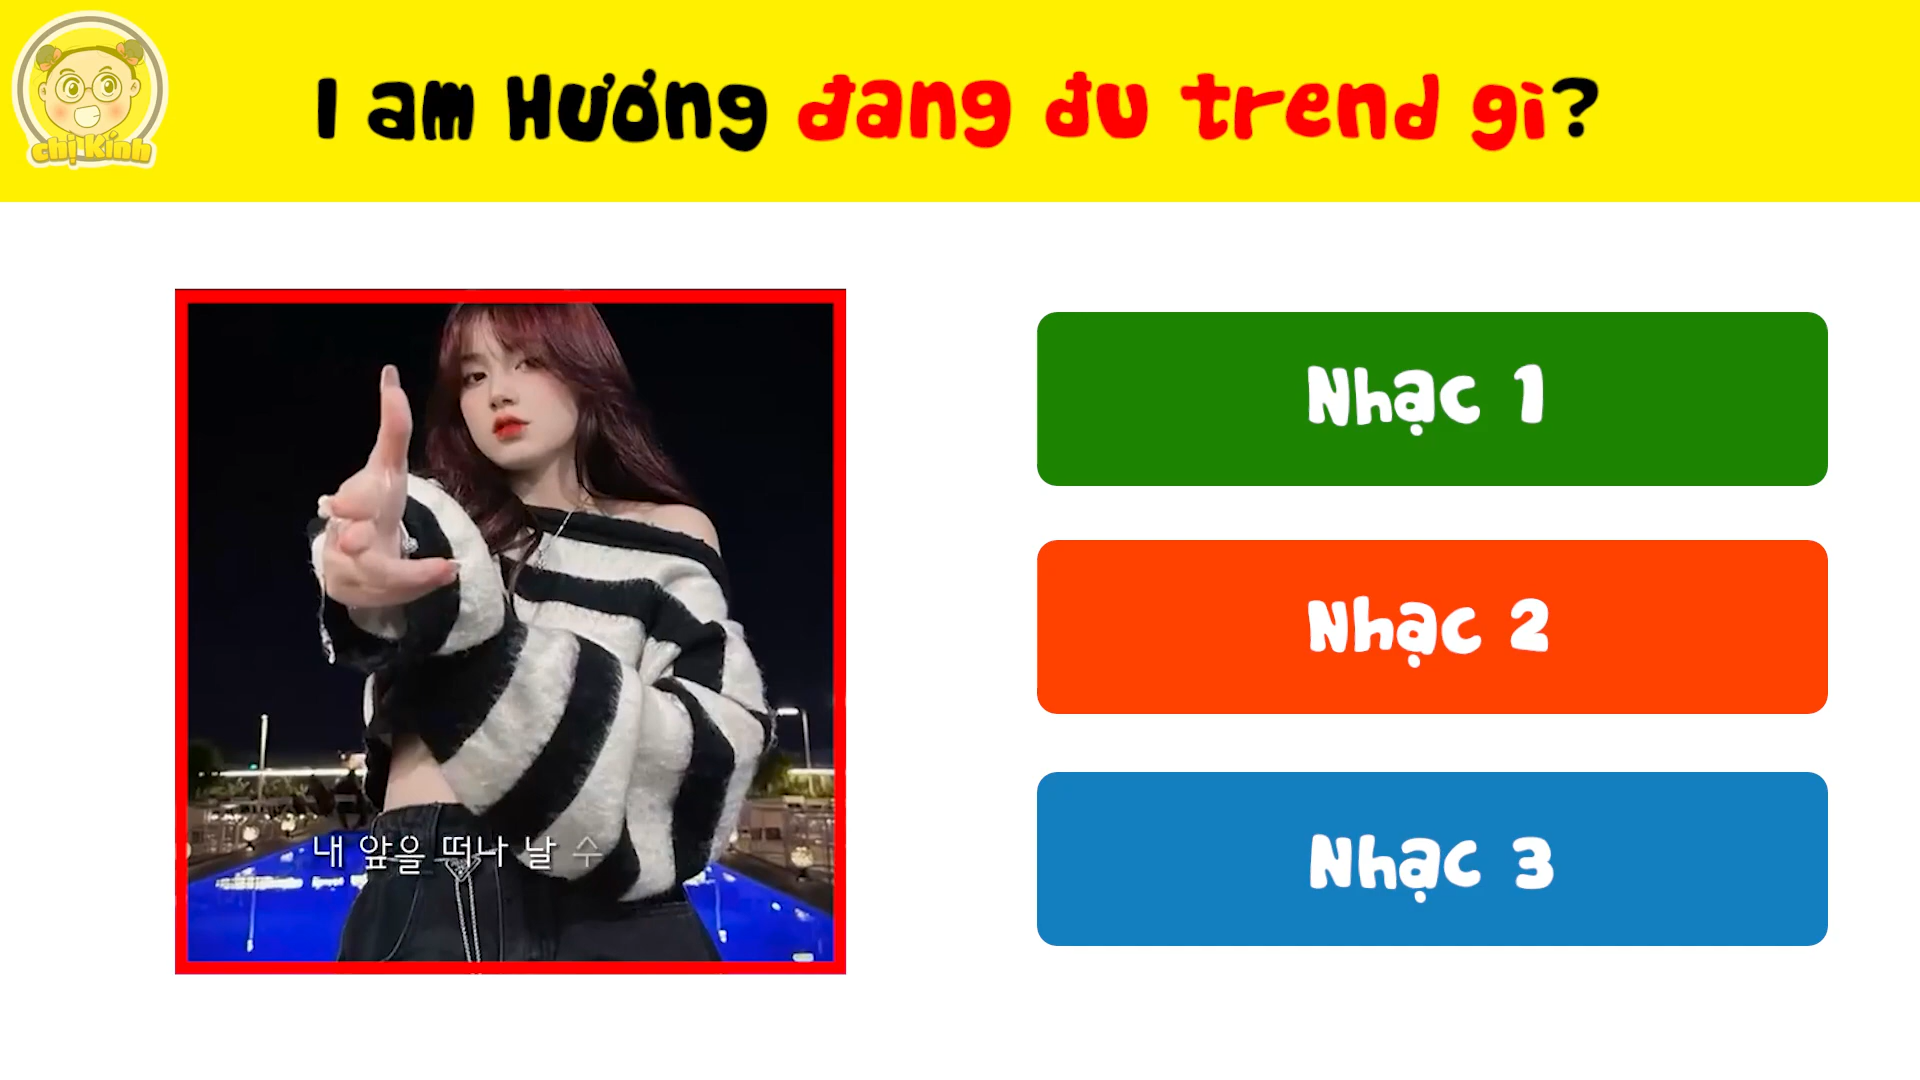 chị Kính
I am Hướng đang đu trend gì?
Nhạc 1
내 앞을 떠나 날 수
Nhạc 2
Nhạc 3